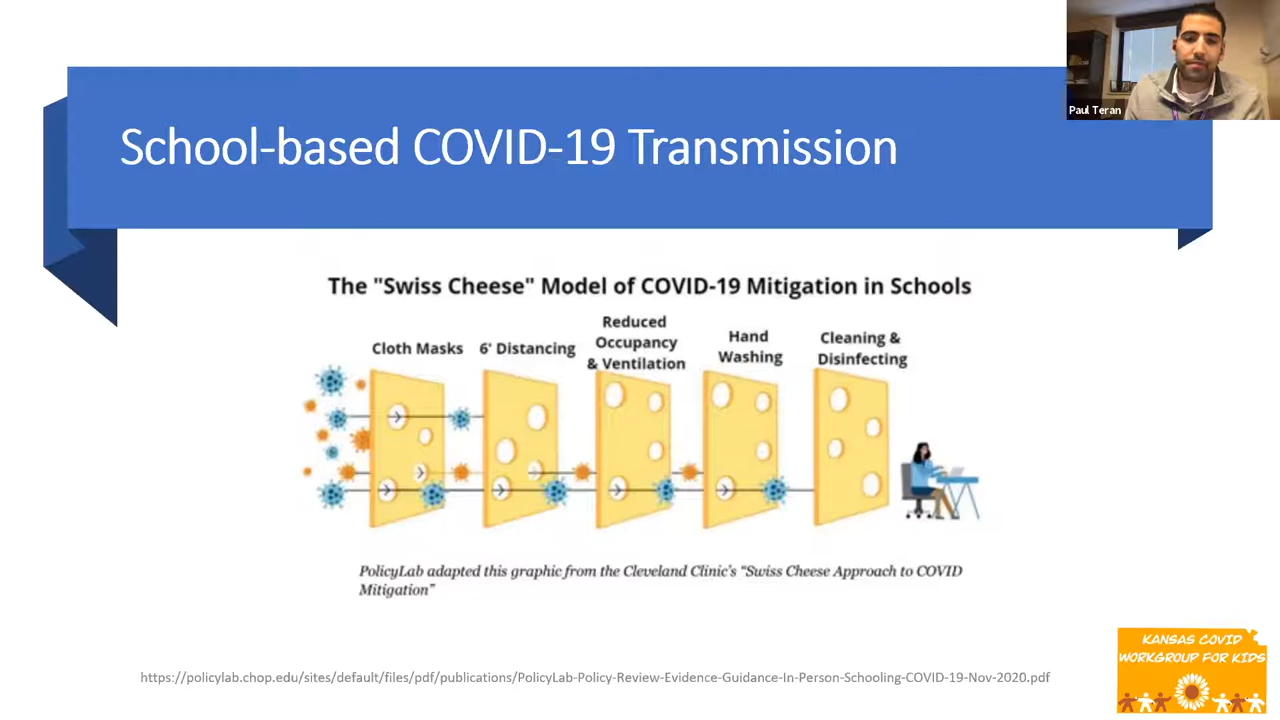 Paul Teran
School-based COVID-19 Transmission
The "Swiss Cheese" Model of COVID-19 Mitigation in Schools
Cloth Masks
6' Distancing
Reduced
Occupancy
& Ventilation
Hand
Washing
Cleaning &
Disinfecting
PolicyLab adapted this graphic from the Cleveland Clinic's "Swiss Cheese Approach to COVID
Mitigation"
https://policylab.chop.edu/sites/default/files/pdf/publications/PolicyLab-Policy-Review-Evidence-Guidance-In-Person-Schooling-COVID-19-Nov-2020.pdf
KANSAS COVID
WORKGROUP FOR KIDS